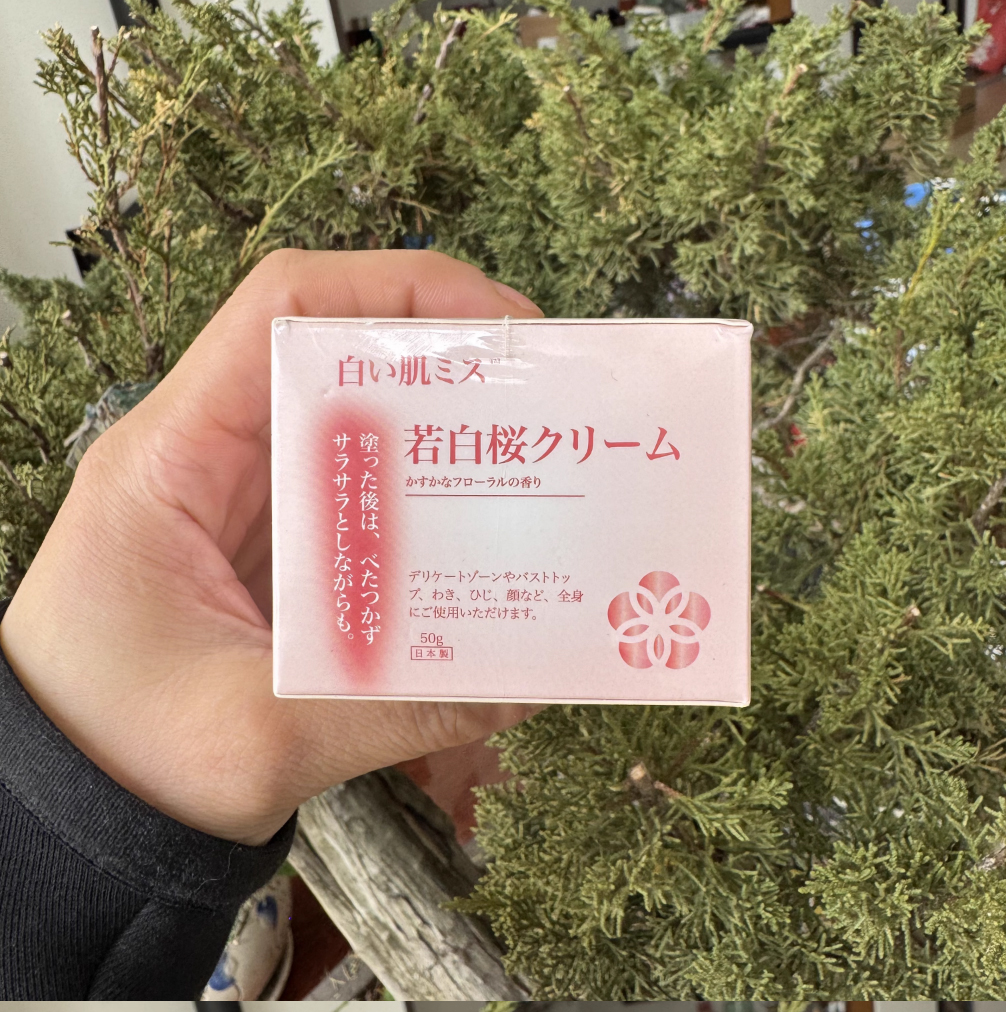 白い肌ミス™
若白桜クリーム
かすかなフローラルの香り
塗った後は、べたつかず
サラサラとしながらも。
デリケートゾーンやバストトッ
プ、わき、ひじ、顔など、全身
にご使用いただけます。
50g
日本製